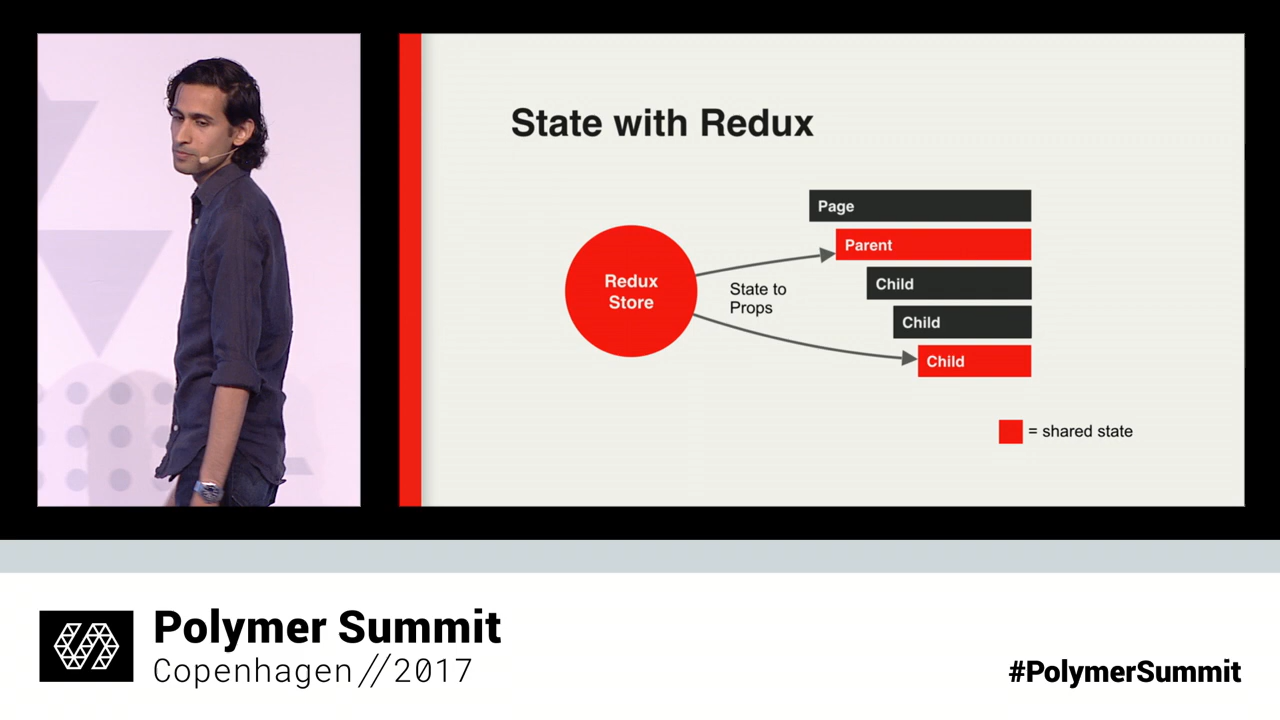 State with Redux
Page
Parent
Child
Child
Child
Redux
Store
State to
Props
= shared state
Polymer Summit
Copenhagen//2017
#PolymerSummit